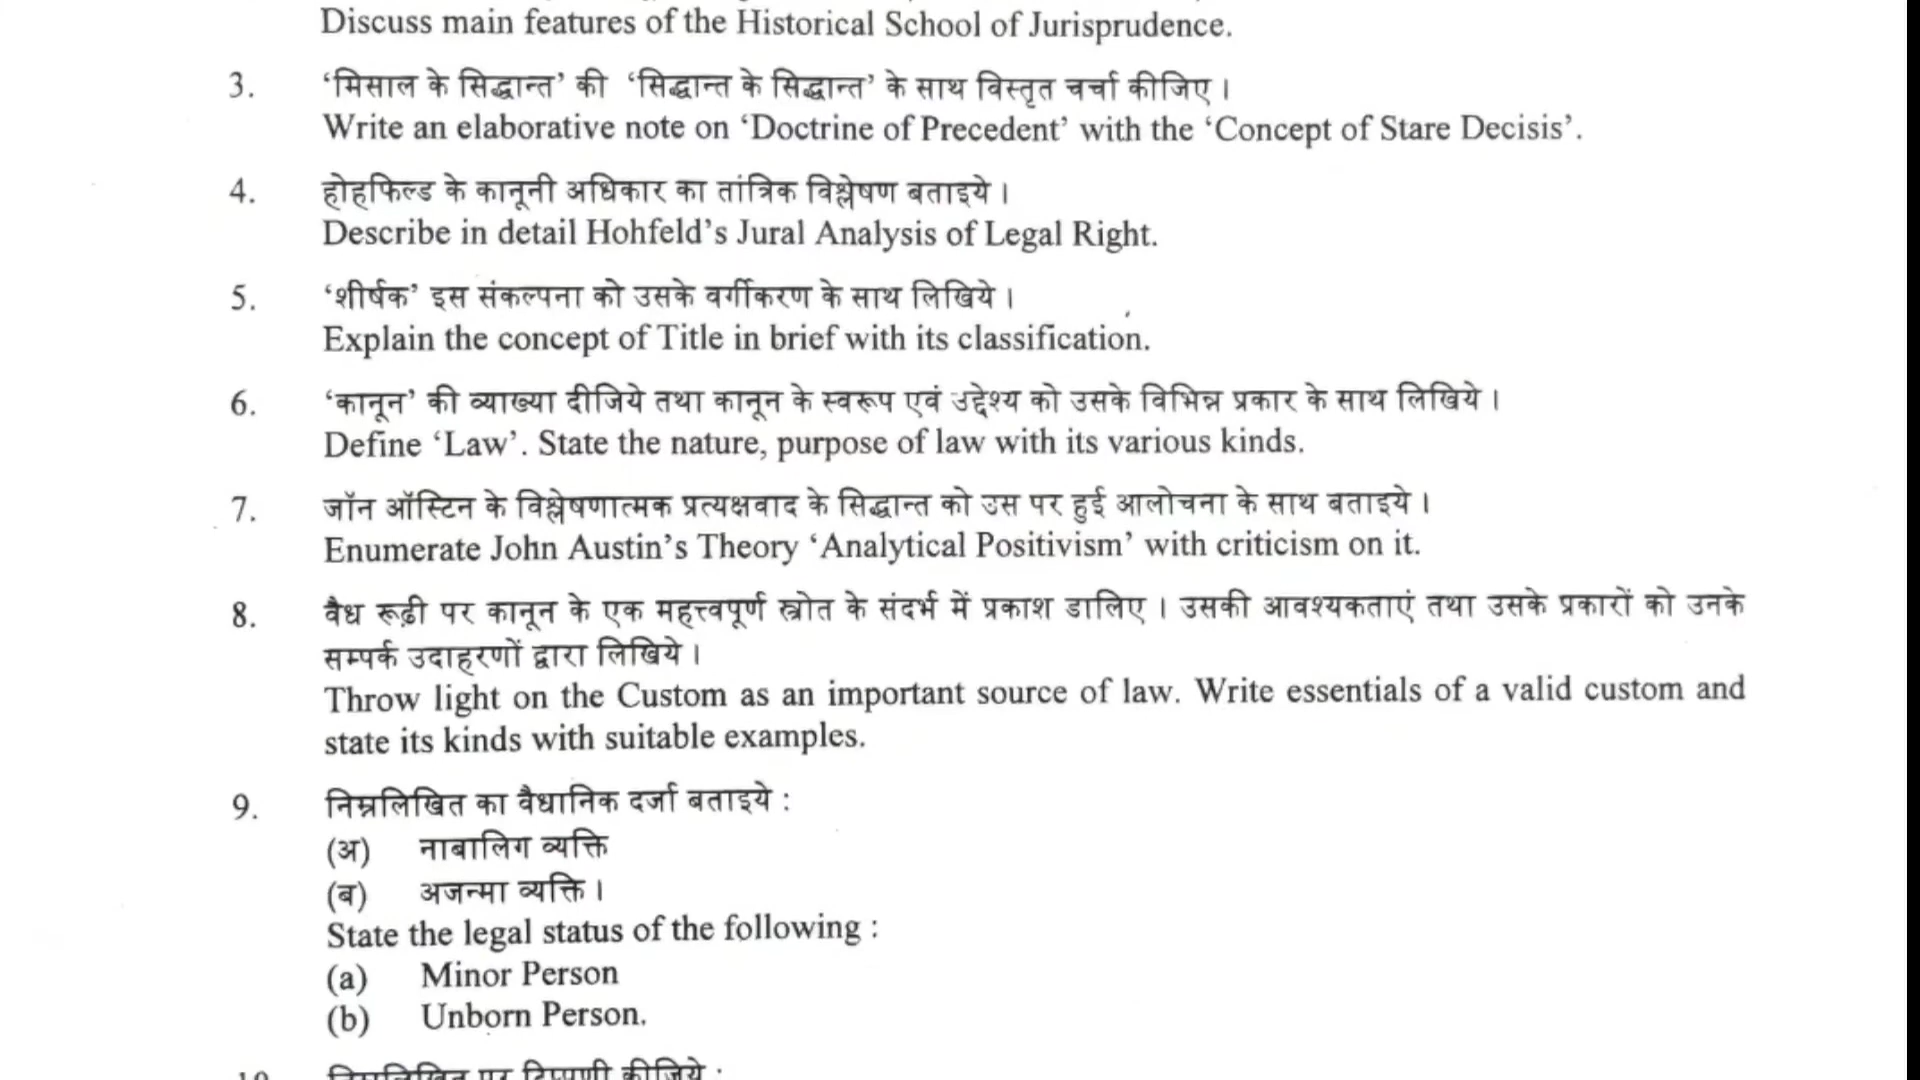 Discuss main features of the Historical School of Jurisprudence.
3. ‘मिसाल के सिद्धान्त’ की ‘सिद्धान्त के सिद्धान्त’ के साथ विस्तृत चर्चा कीजिए ।
Write an elaborative note on ‘Doctrine of Precedent’ with the ‘Concept of Stare Decisis’.
4. होहफिल्ड के कानूनी अधिकार का तांत्रिक विश्लेषण बताइये ।
Describe in detail Hohfeld’s Jural Analysis of Legal Right.
5. ‘शीर्षक’ इस संकल्पना को उसके वर्गीकरण के साथ लिखिये ।
Explain the concept of Title in brief with its classification.
6. ‘कानून’ की व्याख्या दीजिये तथा कानून के स्वरूप एवं उद्देश्य को उसके विभिन्न प्रकार के साथ लिखिये ।
Define ‘Law’. State the nature, purpose of law with its various kinds.
7. जॉन ऑस्टिन के विश्लेषणात्मक प्रत्यक्षवाद के सिद्धान्त को उस पर हुई आलोचना के साथ बताइये ।
Enumerate John Austin’s Theory ‘Analytical Positivism’ with criticism on it.
8. वैध रूढ़ी पर कानून के एक महत्त्वपूर्ण स्त्रोत के संदर्भ में प्रकाश डालिए । उसकी आवश्यकताएं तथा उसके प्रकारों को उनके
सम्पर्क उदाहरणों द्वारा लिखिये ।
Throw light on the Custom as an important source of law. Write essentials of a valid custom and
state its kinds with suitable examples.
9. निम्नलिखित का वैधानिक दर्जा बताइये :
(अ) नाबालिग व्यक्ति
(ब) अजन्मा व्यक्ति ।
State the legal status of the following :
(a) Minor Person
(b) Unborn Person.
10. निम्नलिखित पर टिप्पणी कीजिये :